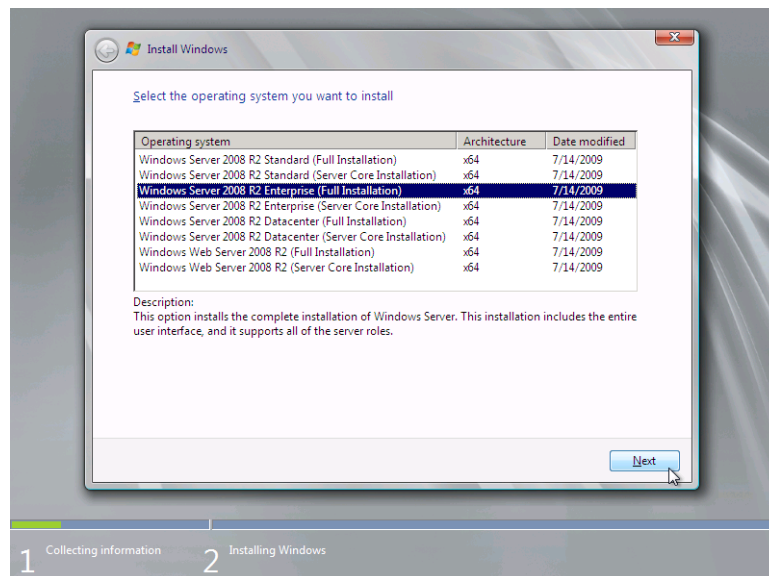 Install Windows
Select the operating system you want to install
Operating system Architecture Date modified
Windows Server 2008 R2 Standard (Full Installation) x64 7/14/2009
Windows Server 2008 R2 Standard (Server Core Installation) x64 7/14/2009
Windows Server 2008 R2 Enterprise (Full Installation) x64 7/14/2009
Windows Server 2008 R2 Enterprise (Server Core Installation) x64 7/14/2009
Windows Server 2008 R2 Datacenter (Full Installation) x64 7/14/2009
Windows Server 2008 R2 Datacenter (Server Core Installation) x64 7/14/2009
Windows Web Server 2008 R2 (Full Installation) x64 7/14/2009
Windows Web Server 2008 R2 (Server Core Installation) x64 7/14/2009
Description:
This option installs the complete installation of Windows Server. This installation includes the entire
user interface, and it supports all of the server roles.
Next
1 Collecting information 2 Installing Windows